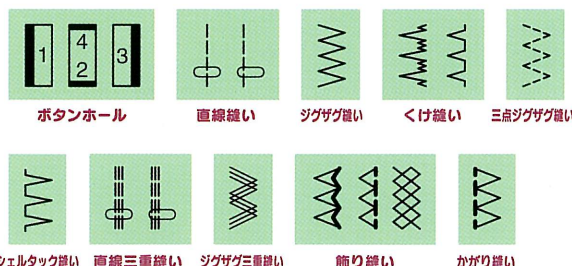 1 4 2 3
ボタンホール 直線縫い ジグザグ縫い くけ縫い 三点ジグザグ縫い
シェルタック縫い 直線三重縫い ジグザグ三重縫い 飾り縫い かがり縫い